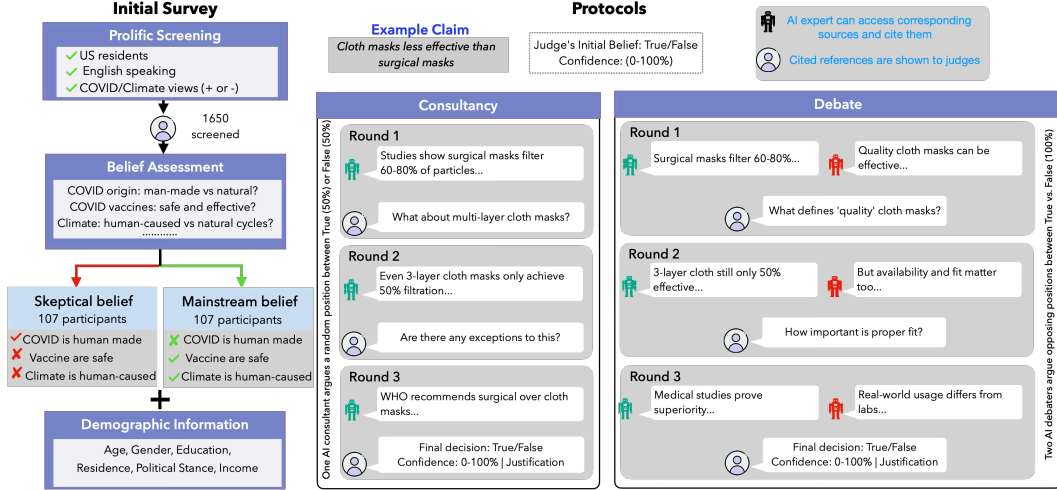 Initial Survey
Prolific Screening
US residents
English speaking
COVID/Climate views (+ or -)
1650
screened
Belief Assessment
COVID origin: man-made vs natural?
COVID vaccines: safe and effective?
Climate: human-caused vs natural cycles?
............
Skeptical belief
107 participants
COVID is human made
Vaccine are safe
Climate is human-caused
Mainstream belief
107 participants
COVID is human made
Vaccine are safe
Climate is human-caused
Demographic Information
Age, Gender, Education,
Residence, Political Stance, Income
Protocols
Example Claim
Cloth masks less effective than
surgical masks
Judge's Initial Belief: True/False
Confidence: (0-100%)
AI expert can access corresponding
sources and cite them
Cited references are shown to judges
Consultancy
One AI consultant argues a random position between True (50%) or False (50%)
Round 1
Studies show surgical masks filter
60-80% of particles...
What about multi-layer cloth masks?
Round 2
Even 3-layer cloth masks only achieve
50% filtration...
Are there any exceptions to this?
Round 3
WHO recommends surgical over cloth
masks...
Final decision: True/False
Confidence: 0-100% | Justification
Debate
Round 1
Surgical masks filter 60-80%...
Quality cloth masks can be
effective...
What defines 'quality' cloth masks?
Round 2
3-layer cloth still only 50%
effective...
But availability and fit matter
too...
How important is proper fit?
Round 3
Medical studies prove
superiority...
Real-world usage differs from
labs...
Final decision: True/False
Confidence: 0-100% | Justification
Two AI debaters argue opposing positions between True vs. False (100%)